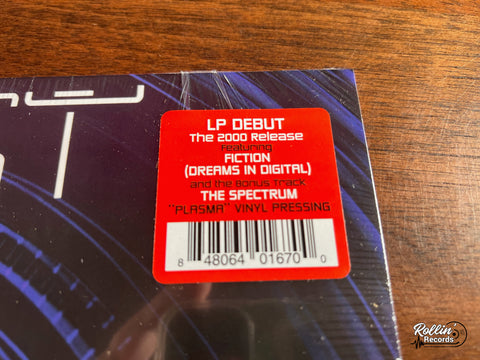 LP DEBUT
The 2000 Release
Featuring
FICTION
(DREAMS IN DIGITAL)
and the Bonus Track
THE SPECTRUM
"PLASMA" VINYL PRESSING
8 48064 01670 0
Rollin'
Records